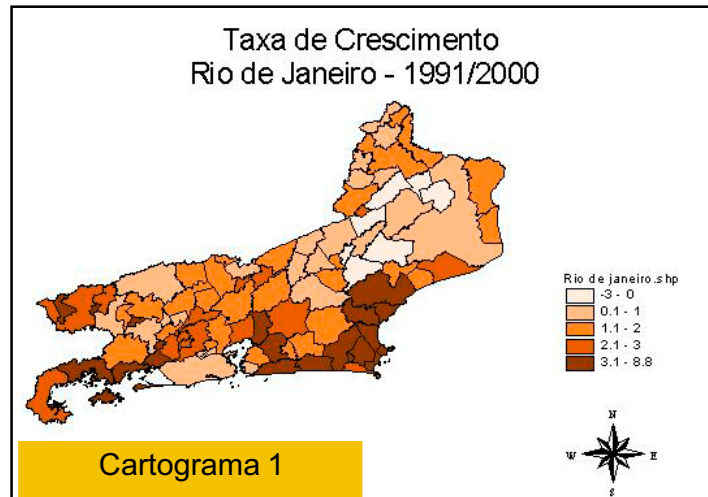 Taxa de Crescimento
Rio de Janeiro - 1991/2000
Rio de janeiro.shp
-3 - 0
0.1 - 1
1.1 - 2
2.1 - 3
3.1 - 8.8
N
W E
S
Cartograma 1